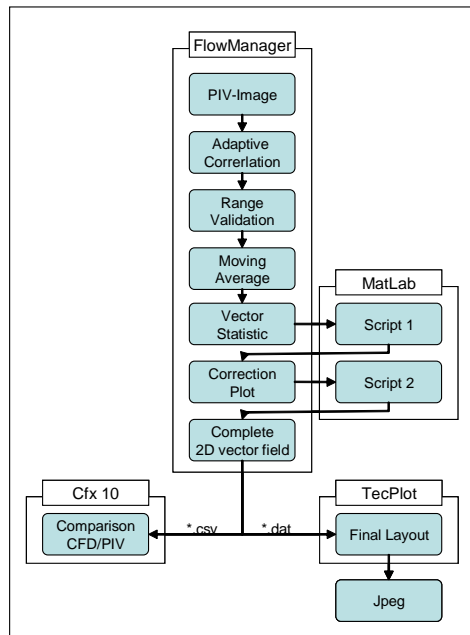 FlowManager
PIV-Image
Adaptive
Correrlation
Range
Validation
Moving
Average
MatLab
Vector
Statistic
Script 1
Correction
Plot
Script 2
Complete
2D vector field
Cfx 10
TecPlot
Comparison
CFD/PIV
*.csv
*.dat
Final Layout
Jpeg